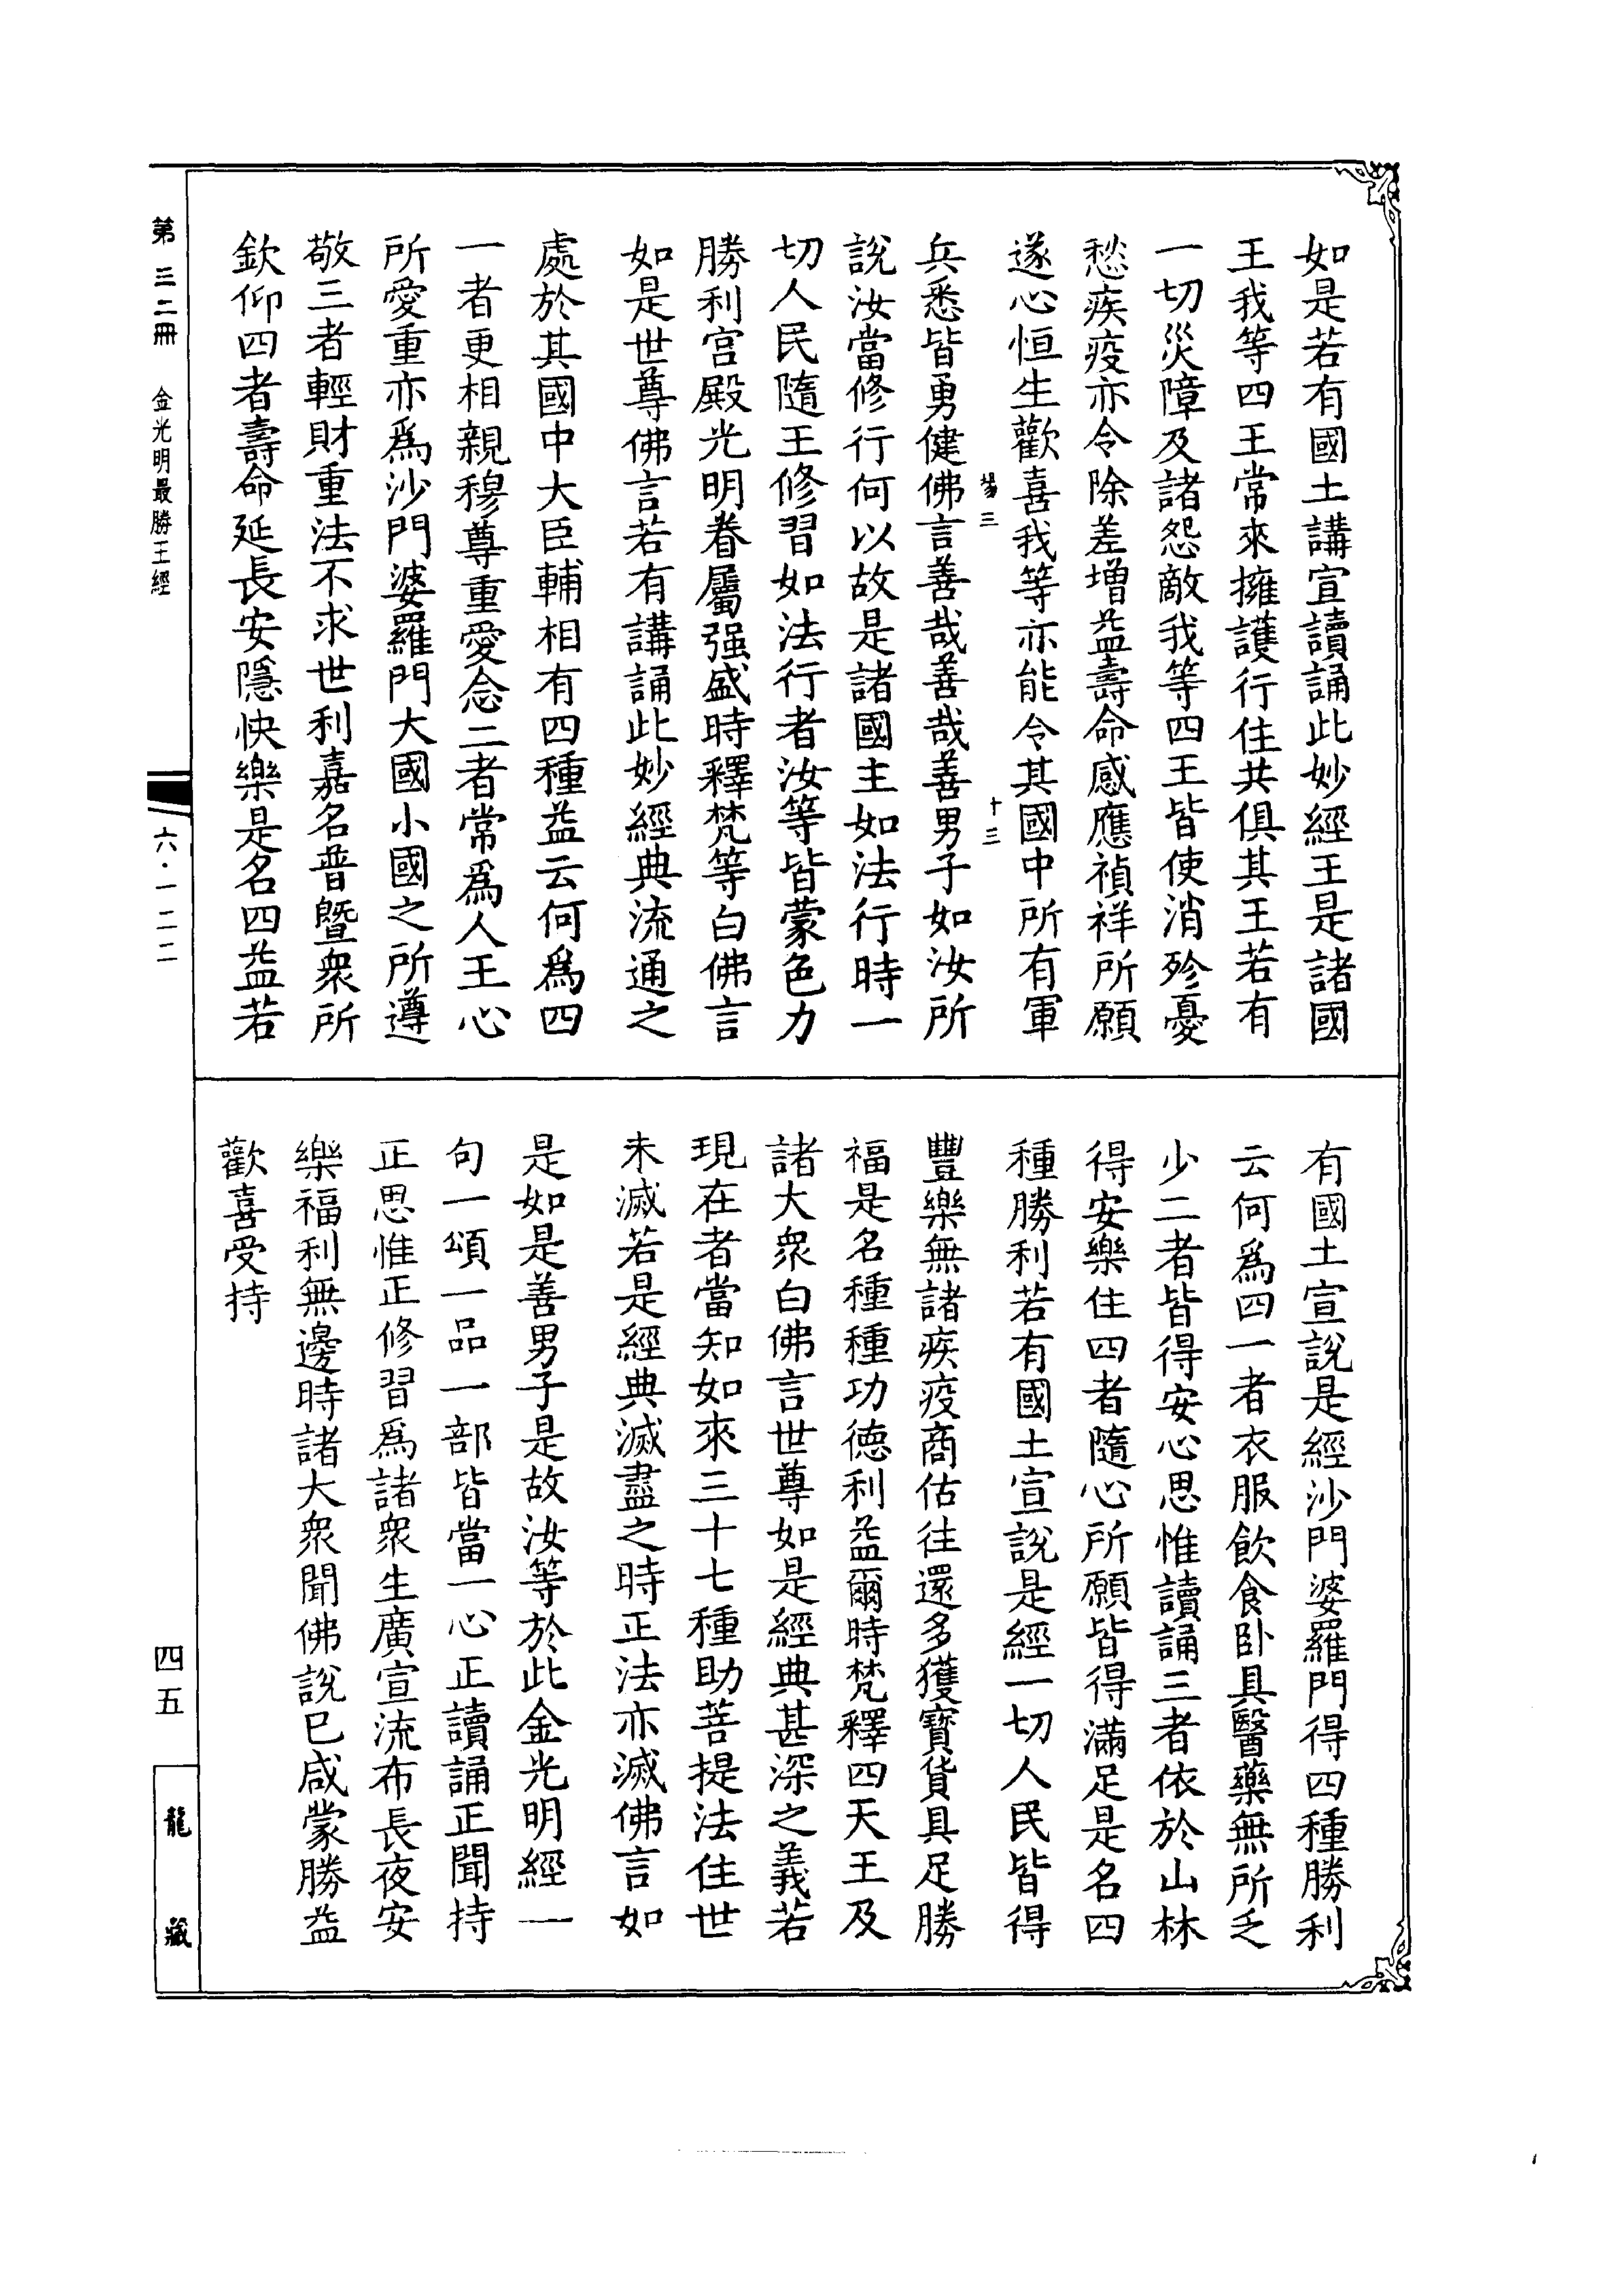 如是若有國土講宣讀誦此妙經王是諸國
王我等四王常來擁護行住共俱其王若有
一切災障及諸怨敵我等四王皆使消殄憂
愁疾疫亦令除差增益壽命感應禎祥所願
遂心恒生歡喜我等亦能令其國中所有軍
十三
兵悉皆勇健佛言善哉善哉善男子如汝所
說汝當修行何以故是諸國主如法行時一
切人民隨王修習如法行者汝等皆蒙色力
勝利宮殿光明眷屬强盛時釋梵等白佛言
如是世尊佛言若有講誦此妙經典流通之
處於其國中大臣輔相有四種益云何爲四
一者更相親穆尊重愛念二者常爲人王心
所愛重亦爲沙門婆羅門大國小國之所遵
敬三者輕財重法不求世利嘉名普曁衆所
欽仰四者壽命延長安隱快樂是名四益若
有國土宣說是經沙門婆羅門得四種勝利
云何爲四一者衣服飲食卧具醫藥無所乏
少二者皆得安心思惟讀誦三者依於山林
得安樂住四者隨心所願皆得滿足是名四
種勝利若有國土宣說是經一切人民皆得
豐樂無諸疾疫商估往還多獲寶貨具足勝
福是名種種功德利益爾時梵釋四天王及
諸大衆白佛言世尊如是經典甚深之義若
現在者當知如來三十七種助菩提法住世
未滅若是經典滅盡之時正法亦滅佛言如
是如是善男子是故汝等於此金光明經一
句一頌一品一部皆當一心正讀誦正聞持
正思惟正修習爲諸衆生廣宣流布長夜安
樂福利無邊時諸大衆聞佛說已咸蒙勝益
歡喜受持
第三二冊 金光明最勝王經
六·一二二
四五
龍藏